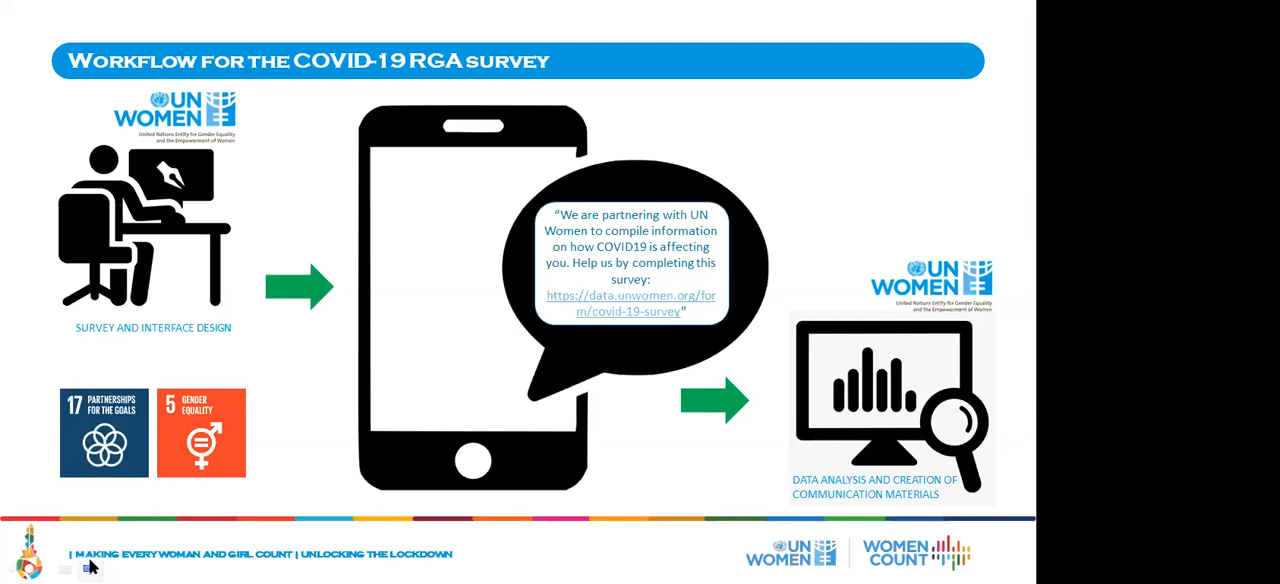 WORKFLOW FOR THE COVID-19 RGA SURVEY
UN
WOMEN
United Nations Entity for Gender Equality
and the Empowerment of Women
SURVEY AND INTERFACE DESIGN
17 PARTNERSHIPS
FOR THE GOALS
5 GENDER
EQUALITY
“We are partnering with UN
Women to compile information
on how COVID19 is affecting
you. Help us by completing this
survey:
https://data.unwomen.org/for
m/covid-19-survey”
UN
WOMEN
United Nations Entity for Gender Equality
and the Empowerment of Women
DATA ANALYSIS AND CREATION OF
COMMUNICATION MATERIALS
| MAKING EVERY WOMAN AND GIRL COUNT | UNLOCKING THE LOCKDOWN
UN
WOMEN
WOMEN
COUNT